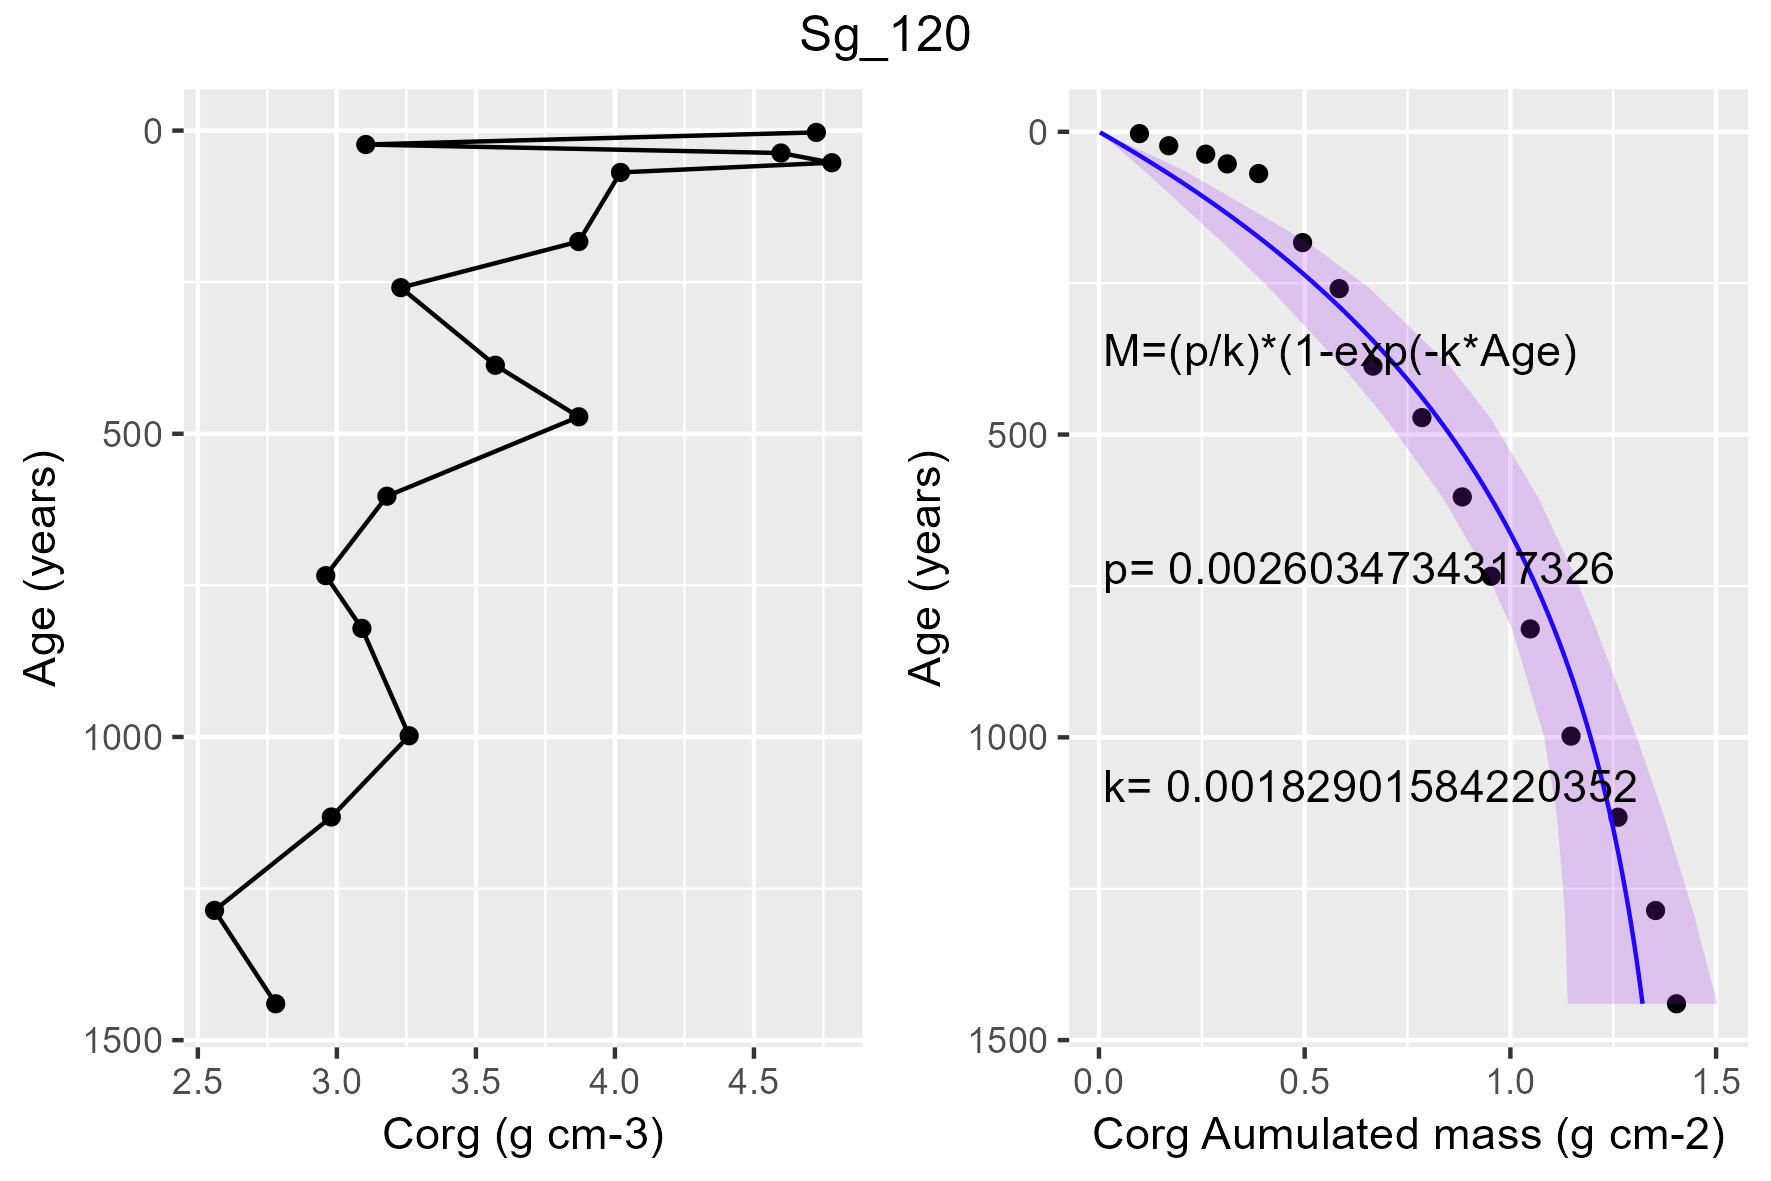 Sg_120
0
500
1000
1500
Age (years)
2.5 3.0 3.5 4.0 4.5
Corg (g cm-3)
0
500
1000
1500
Age (years)
M=(p/k)*(1-exp(-k*Age)
p= 0.0026034734317326
k= 0.00182901584220352
0.0 0.5 1.0 1.5
Corg Aumulated mass (g cm-2)